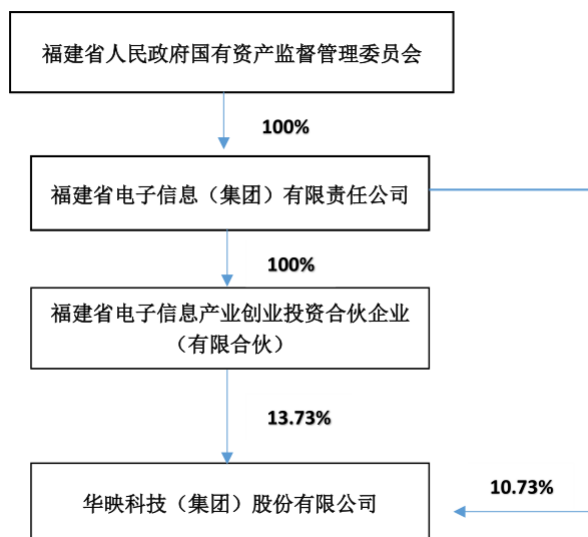 福建省人民政府国有资产监督管理委员会
100%
福建省电子信息（集团）有限责任公司
100%
福建省电子信息产业创业投资合伙企业
（有限合伙）
13.73%
华映科技（集团）股份有限公司
10.73%